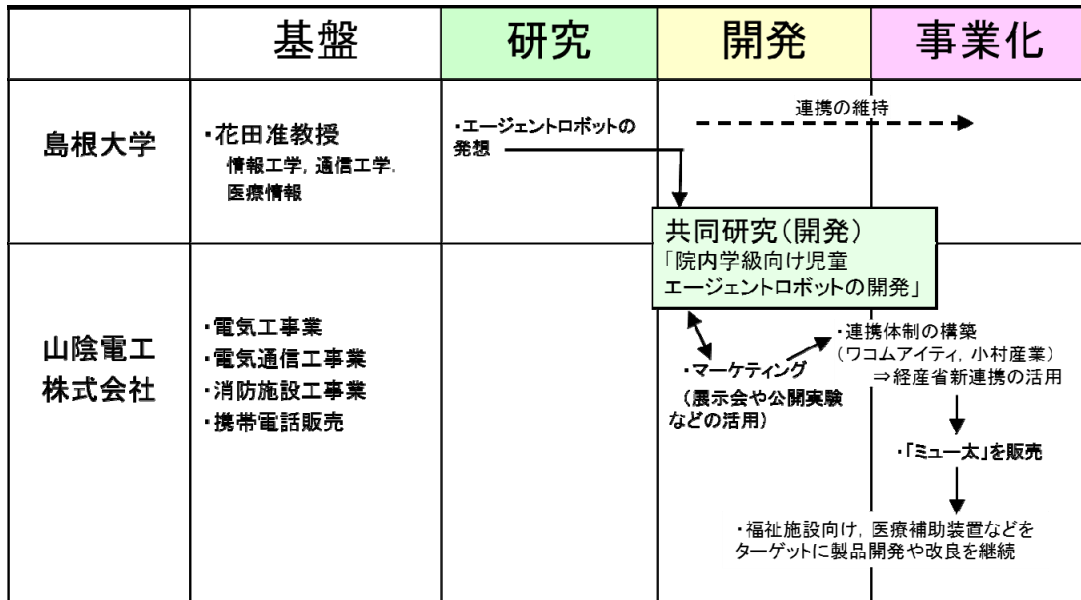 基盤
研究
開発
事業化
島根大学
・花田准教授
情報工学, 通信工学,
医療情報
・エージェントロボットの
発想
連携の維持
共同研究(開発)
「院内学級向け児童
エージェントロボットの開発」
山陰電工
株式会社
・電気工事業
・電気通信工事業
・消防施設工事業
・携帯電話販売
・マーケティング
(展示会や公開実験
などの活用)
・連携体制の構築
(ワコムアイティ, 小村産業)
⇒経産省新連携の活用
・「ミュー太」を販売
・福祉施設向け, 医療補助装置などを
ターゲットに製品開発や改良を継続